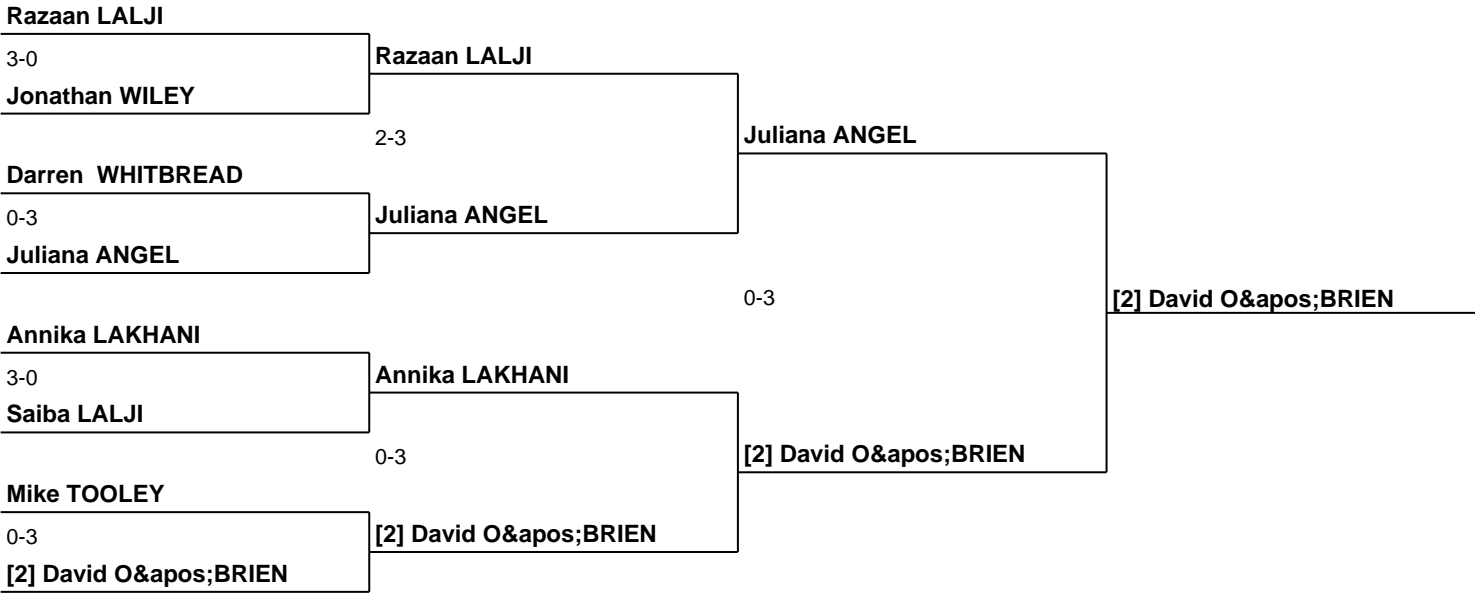 Razaan LALJI
3-0
Razaan LALJI
Jonathan WILEY
2-3
Juliana ANGEL
Darren  WHITBREAD
0-3
Juliana ANGEL
Juliana ANGEL
0-3
[2] David O&apos;BRIEN
Annika LAKHANI
3-0
Annika LAKHANI
Saiba LALJI
0-3
[2] David O&apos;BRIEN
Mike TOOLEY
0-3
[2] David O&apos;BRIEN
[2] David O&apos;BRIEN